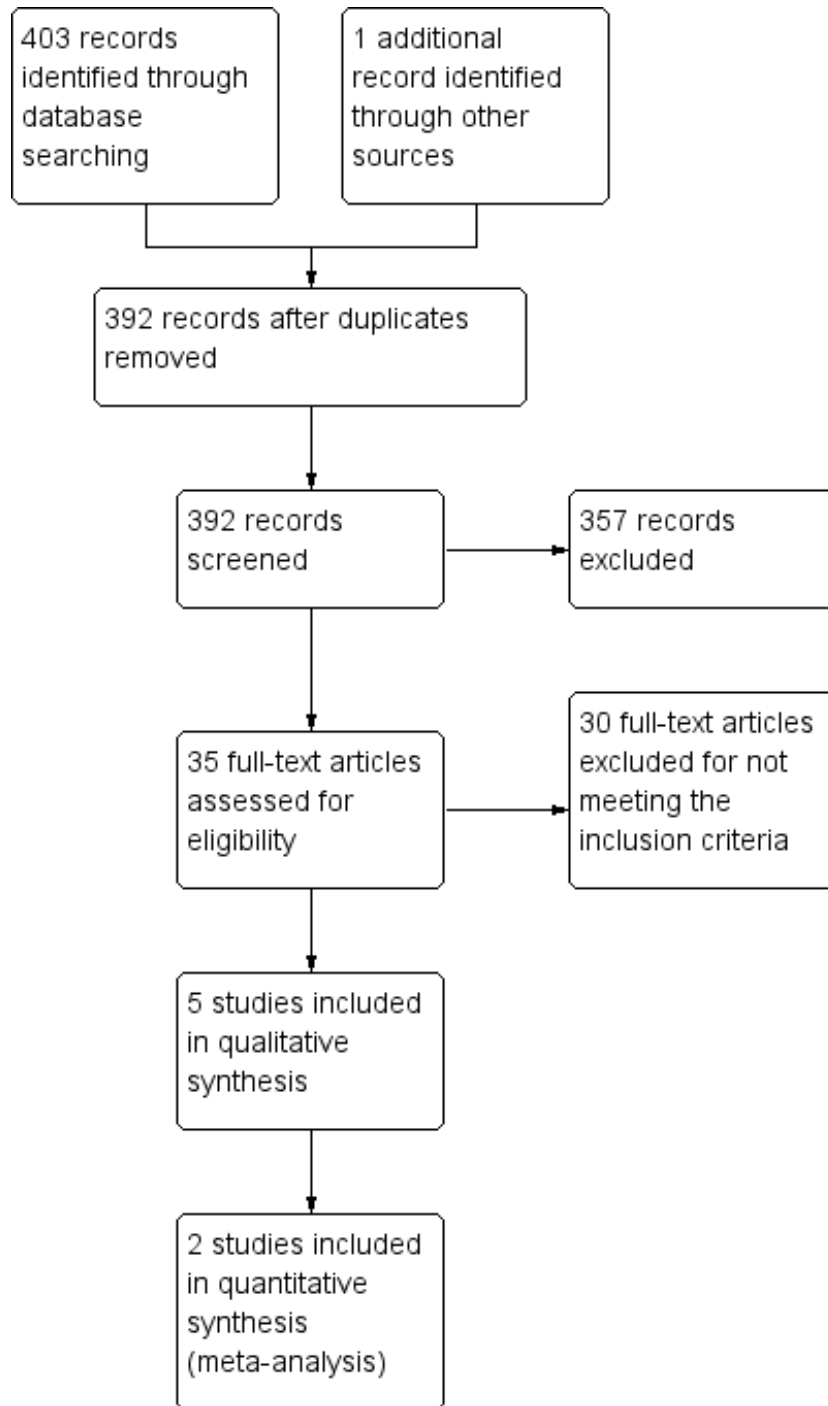 403 records
identified through
database
searching
1 additional
record identified
through other
sources
392 records after duplicates
removed
392 records
screened
357 records
excluded
35 full-text articles
assessed for
eligibility
30 full-text articles
excluded for not
meeting the
inclusion criteria
5 studies included
in qualitative
synthesis
2 studies included
in quantitative
synthesis
(meta-analysis)